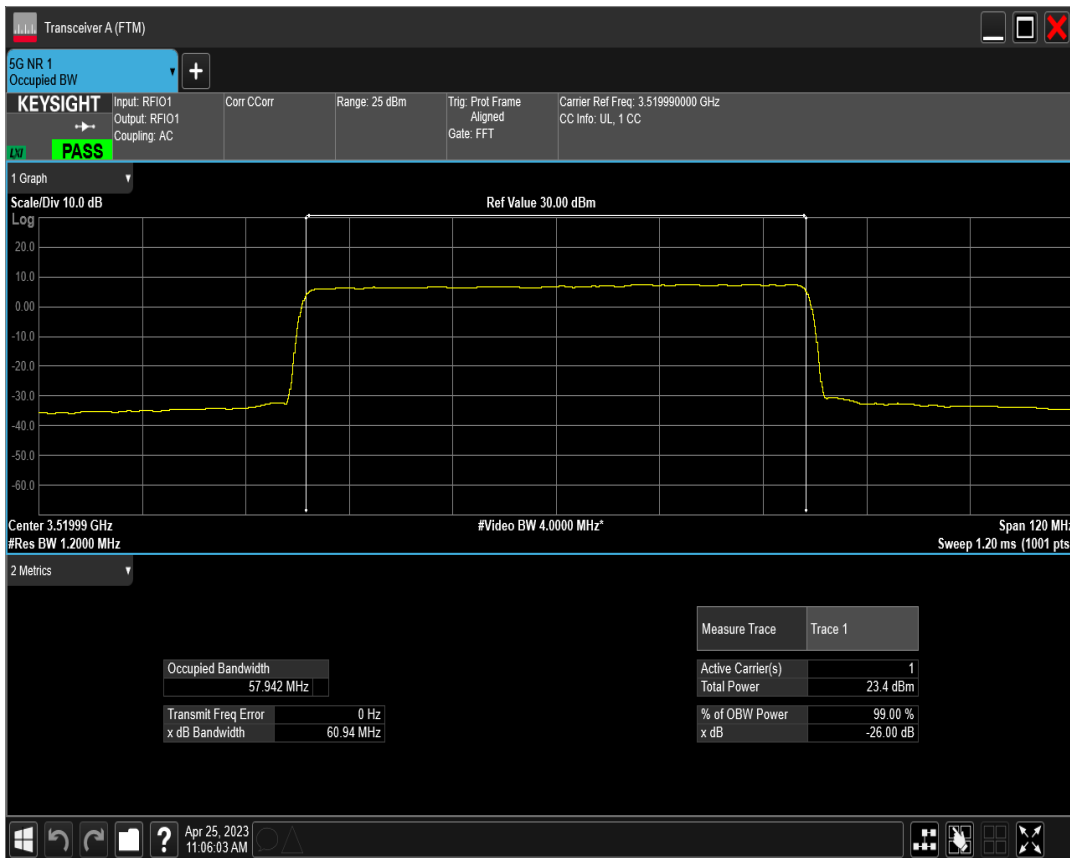 Transceiver A (FTM)
5G NR 1
Occupied BW
+
KEYSIGHT
LXI
PASS
Input: RFIO1
Output: RFIO1
Coupling: AC
Corr CCorr
Range: 25 dBm
Trig: Prot Frame
Aligned
Gate: FFT
Carrier Ref Freq: 3.519990000 GHz
CC Info: UL, 1 CC
1 Graph
Scale/Div 10.0 dB
Ref Value 30.00 dBm
Log
20.0
10.0
0.00
-10.0
-20.0
-30.0
-40.0
-50.0
-60.0
Center 3.51999 GHz
#Video BW 4.0000 MHz*
Span 120 MHz
#Res BW 1.2000 MHz
Sweep 1.20 ms (1001 pts
2 Metrics
Measure Trace Trace 1
Occupied Bandwidth
57.942 MHz
Active Carrier(s) 1
Total Power 23.4 dBm
Transmit Freq Error 0 Hz
x dB Bandwidth 60.94 MHz
% of OBW Power 99.00 %
x dB -26.00 dB
?
Apr 25, 2023
11:06:03 AM